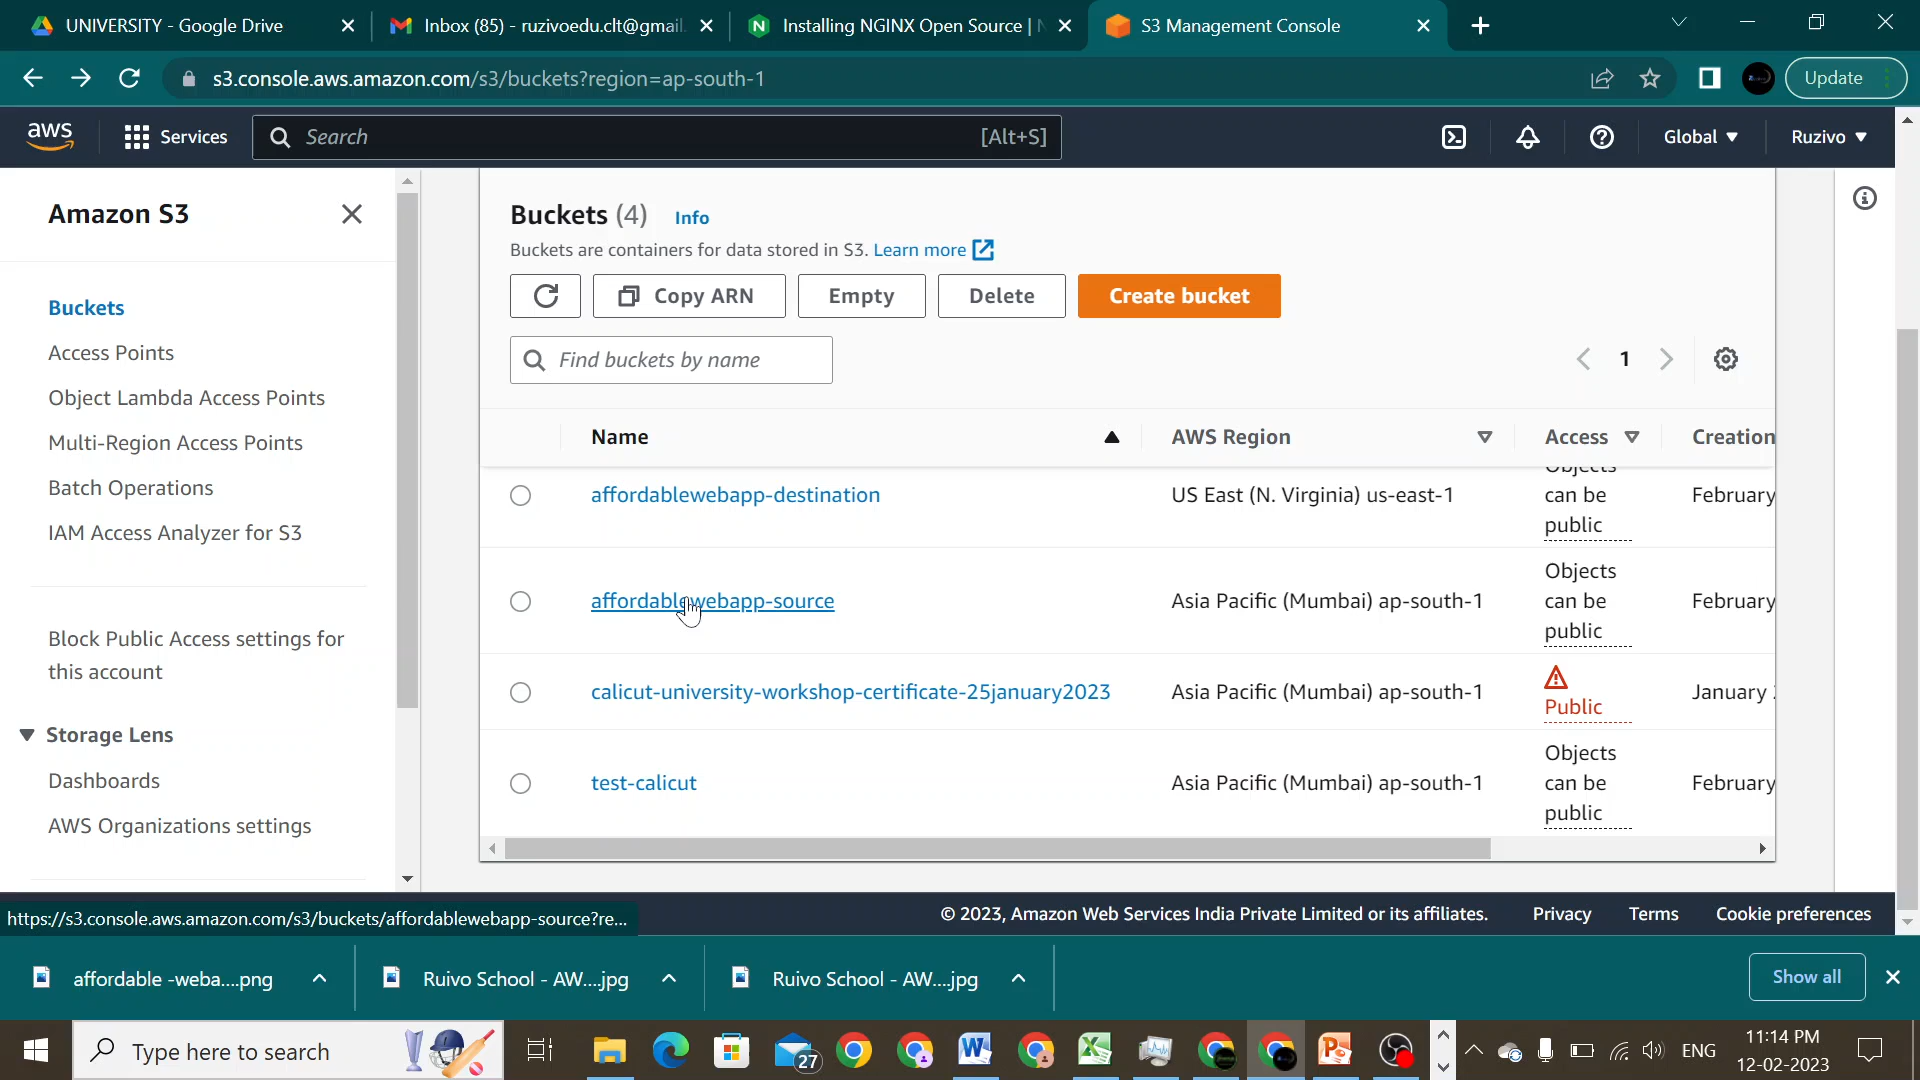 UNIVERSITY - Google Drive
Inbox (85) - ruzivoedu.clt@gmail.
Installing NGINX Open Source |
S3 Management Console
s3.console.aws.amazon.com/s3/buckets?region=ap-south-1
Update
aws
Services
Search
[Alt+S]
Global
Ruzivo
Amazon S3
Buckets
Access Points
Object Lambda Access Points
Multi-Region Access Points
Batch Operations
IAM Access Analyzer for S3
Block Public Access settings for
this account
Storage Lens
Dashboards
AWS Organizations settings
Buckets (4) Info
Buckets are containers for data stored in S3. Learn more
Copy ARN
Empty
Delete
Create bucket
Find buckets by name
1
Name
AWS Region
Access
Creation
affordablewebapp-destination
US East (N. Virginia) us-east-1
Objects
can be
public
February
affordablewebapp-source
Asia Pacific (Mumbai) ap-south-1
Objects
can be
public
February
calicut-university-workshop-certificate-25january2023
Asia Pacific (Mumbai) ap-south-1
Public
January
test-calicut
Asia Pacific (Mumbai) ap-south-1
Objects
can be
public
February
https://s3.console.aws.amazon.com/s3/buckets/affordablewebapp-source?re...
© 2023, Amazon Web Services India Private Limited or its affiliates.
Privacy
Terms
Cookie preferences
affordable -weba....png
Ruivo School - AW....jpg
Ruivo School - AW....jpg
Show all
Type here to search
27
ENG
11:14 PM
12-02-2023